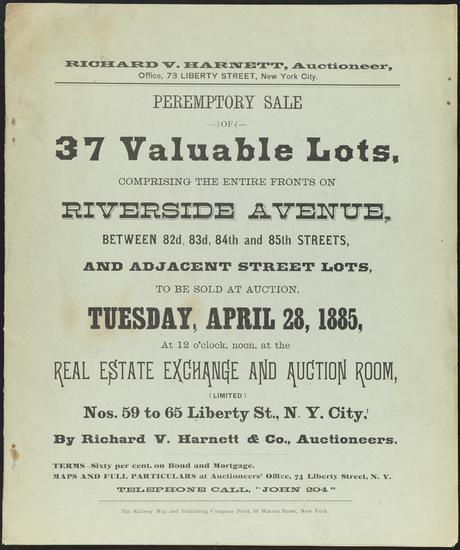 RICHARD V. HARNETT, Auctioneer,
Office, 73 LIBERTY STREET, New York City.
PEREMPTORY SALE
—) OF (—
37 Valuable Lots,
COMPRISING THE ENTIRE FRONTS ON
RIVERSIDE AVENUE,
BETWEEN 82d, 83d, 84th and 85th STREETS,
AND ADJACENT STREET LOTS,
TO BE SOLD AT AUCTION,
TUESDAY, APRIL 28, 1885,
At 12 o'clock, noon, at the
REAL ESTATE EXCHANGE AND AUCTION ROOM,
(LIMITED)
Nos. 59 to 65 Liberty St., N. Y. City,
By Richard V. Harnett & Co., Auctioneers.
TERMS—Sixty per cent. on Bond and Mortgage.
MAPS AND FULL PARTICULARS at Auctioneers' Office, 73 Liberty Street, N. Y.
TELEPHONE CALL, "JOHN 204"
The Railway Map and Publishing Company Print, Warren Street, New York.